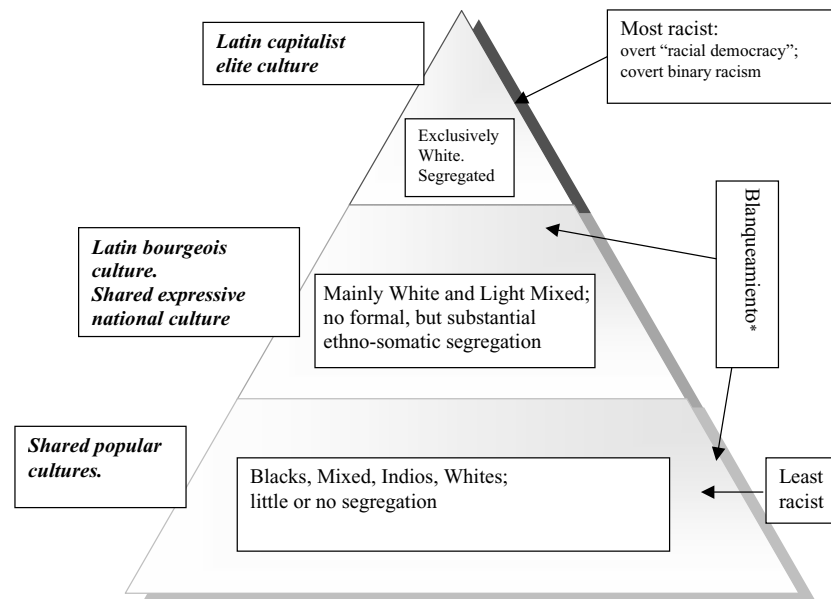 Latin capitalist
elite culture
Most racist:
overt “racial democracy”;
covert binary racism
Exclusively
White.
Segregated
Blanqueamiento*
Latin bourgeois
culture.
Shared expressive
national culture
Mainly White and Light Mixed;
no formal, but substantial
ethno-somatic segregation
Shared popular
cultures.
Blacks, Mixed, Indios, Whites;
little or no segregation
Least
racist